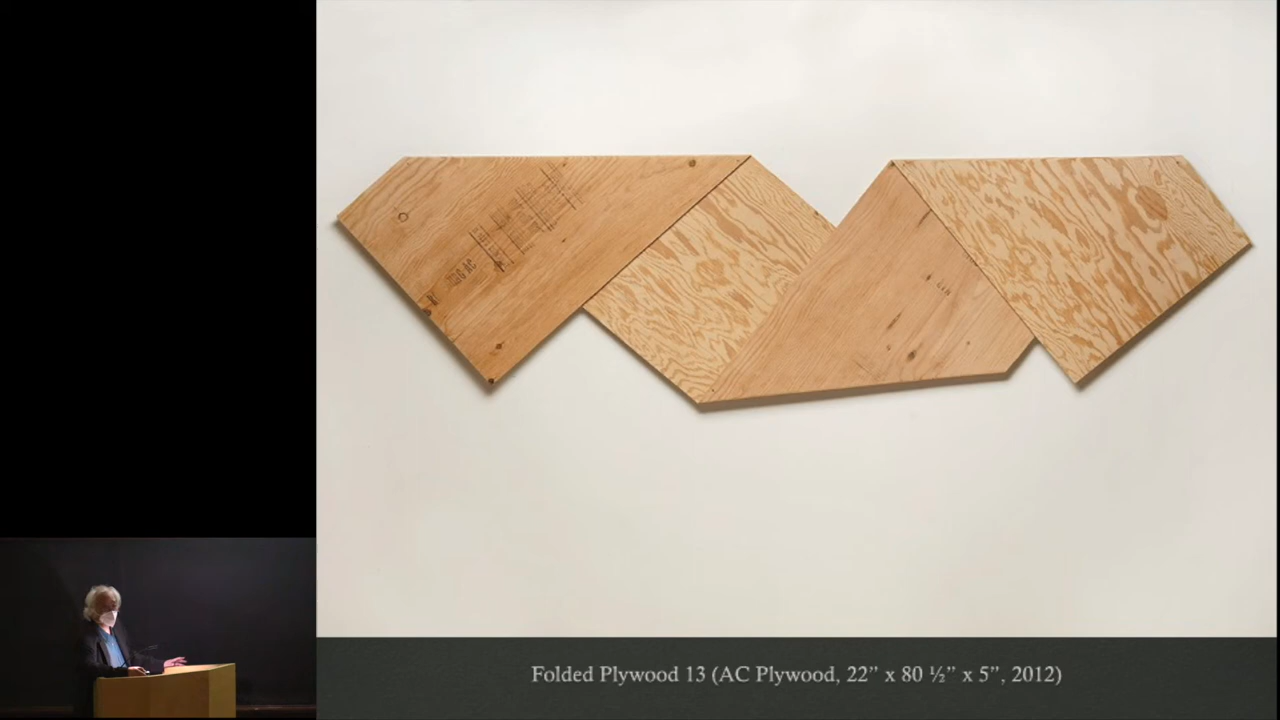 Folded Plywood 13 (AC Plywood, 22” x 80 ½” x 5”, 2012)